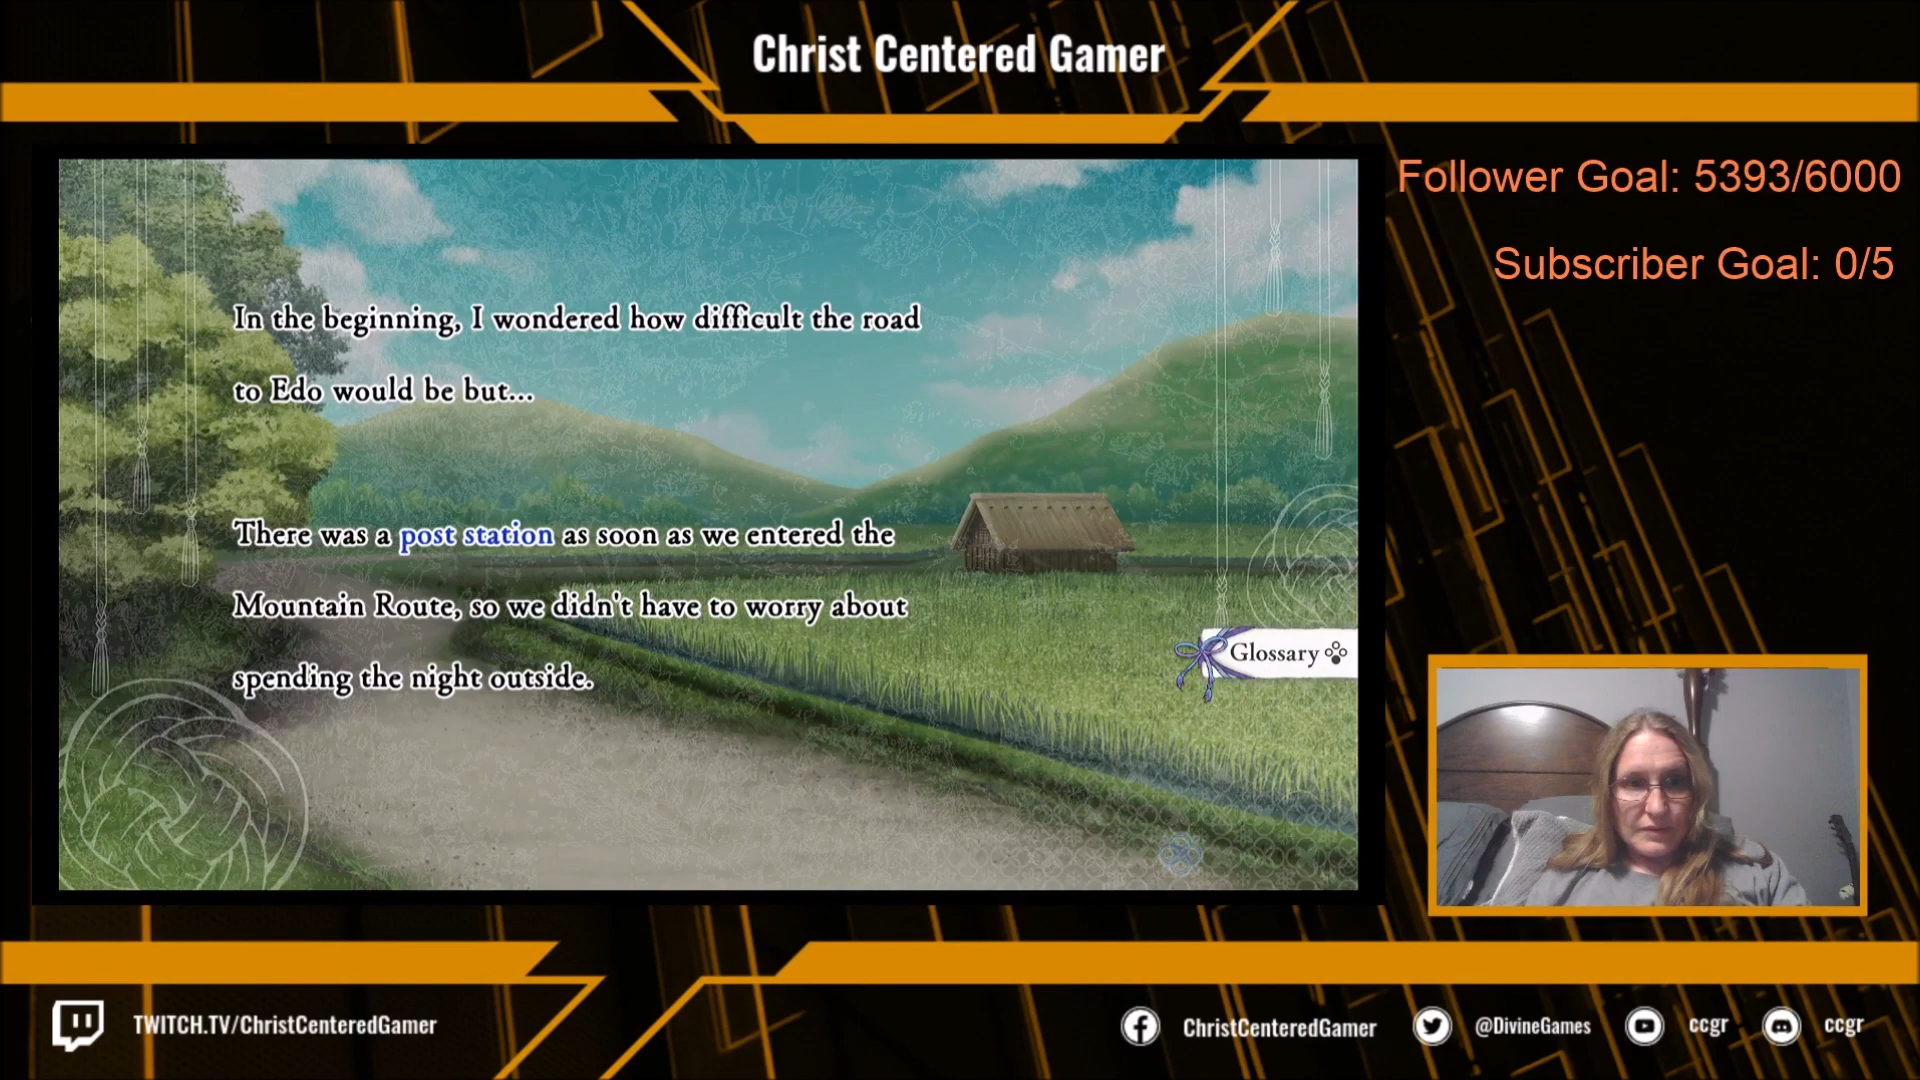 Christ Centered Gamer
Follower Goal: 5393/6000
Subscriber Goal: 0/5
In the beginning, I wondered how difficult the road
to Edo would be but...
There was a post station as soon as we entered the
Mountain Route, so we didn't have to worry about
spending the night outside.
Glossary
TWITCH.TV/ChristCenteredGamer
ChristCenteredGamer
@DivineGames
ccgr
ccgr